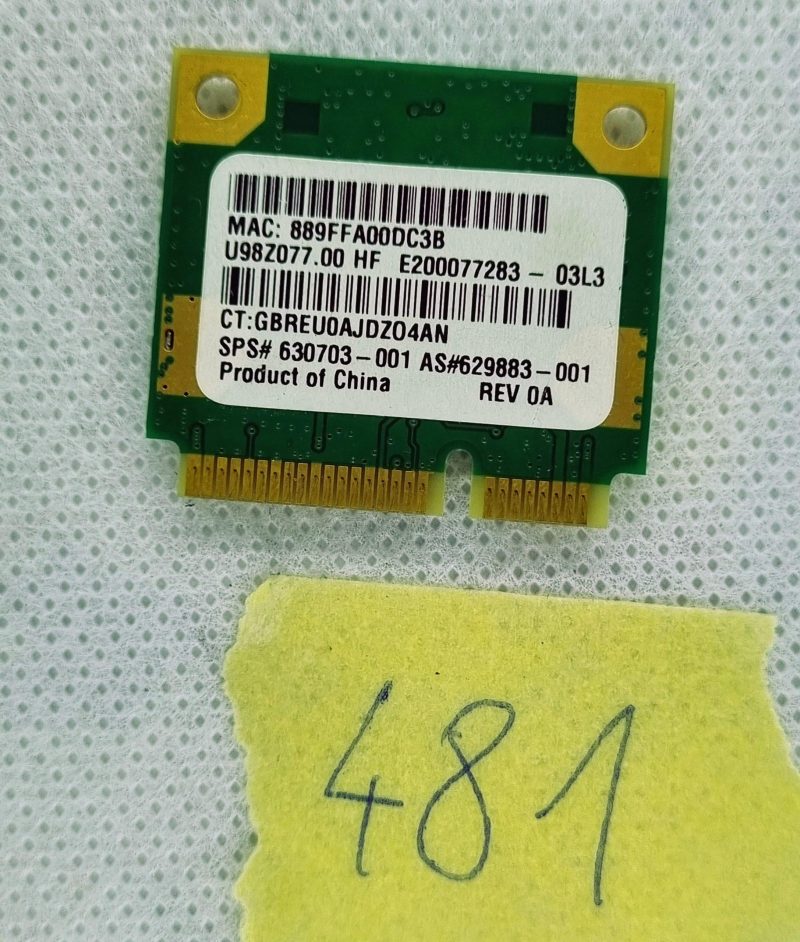 MAC: 889FFA00DC3B
U98Z077.00 HF E200077283 - 03L3
CT:GBREU0AJDZO4AN
SPS# 630703-001 AS#629883-001
Product of China REV 0A
481